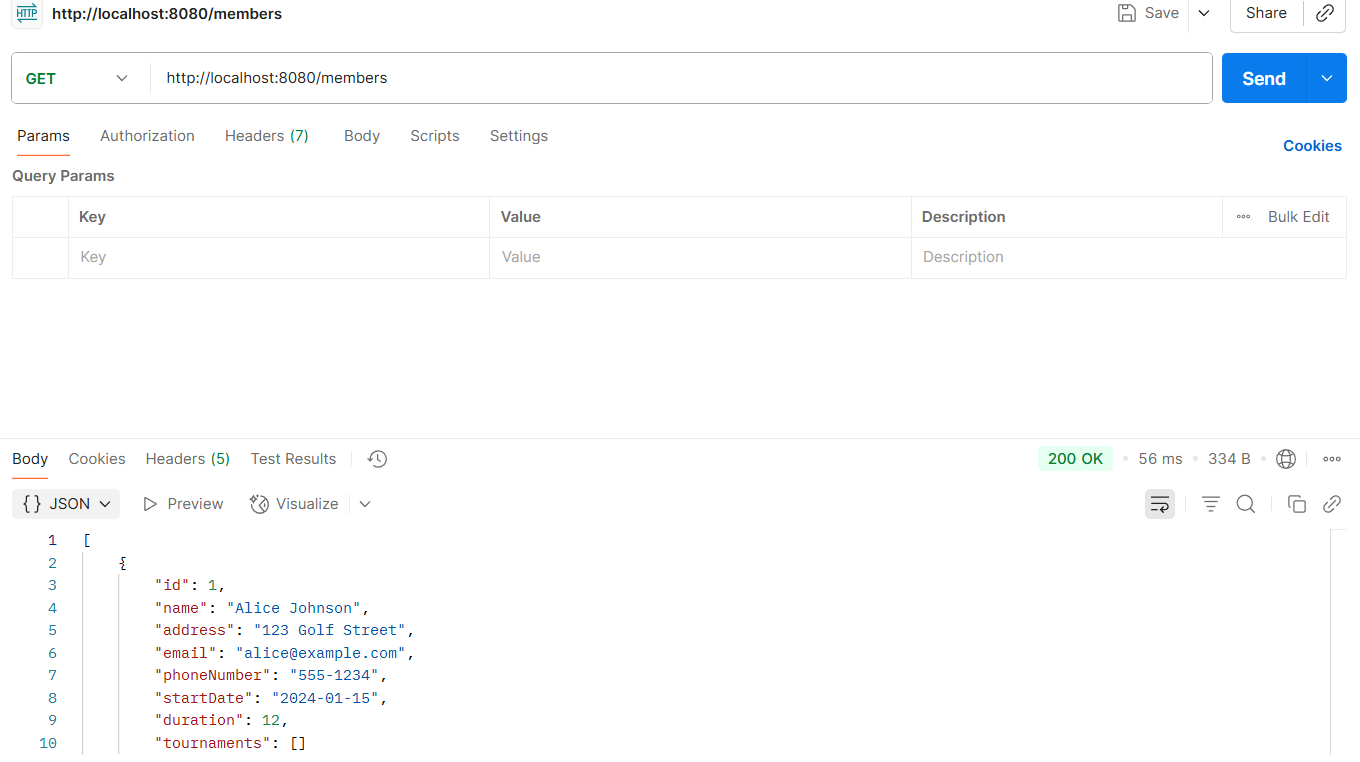 HTTP http://localhost:8080/members Save Share
GET http://localhost:8080/members Send
Params Authorization Headers (7) Body Scripts Settings Cookies
Query Params
Key Value Description ••• Bulk Edit
Key Value Description
Body Cookies Headers (5) Test Results 200 OK • 56 ms • 334 B •
{} JSON Preview Visualize
1 [
2 {
3 "id": 1,
4 "name": "Alice Johnson",
5 "address": "123 Golf Street",
6 "email": "alice@example.com",
7 "phoneNumber": "555-1234",
8 "startDate": "2024-01-15",
9 "duration": 12,
10 "tournaments": []